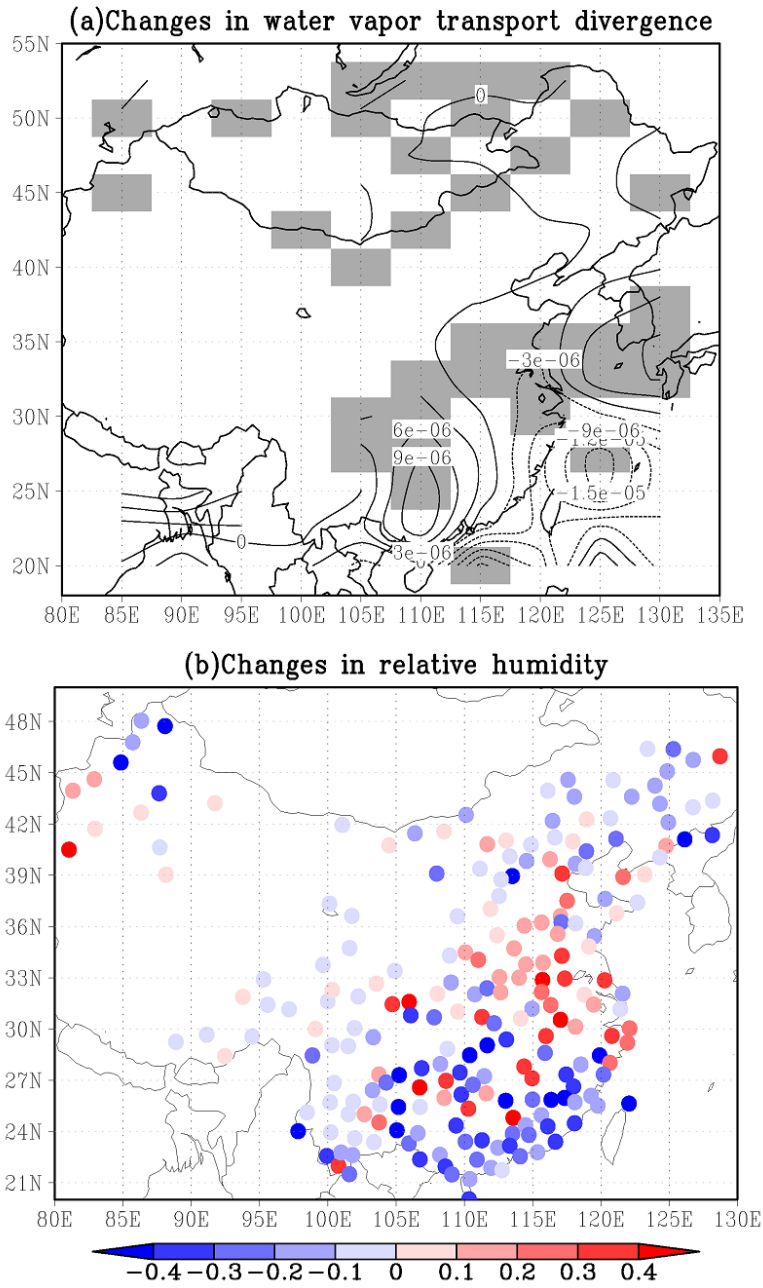 (a)Changes in water vapor transport divergence
55N
50N
45N
40N
35N
30N
25N
20N
0
-3e-06
6e-06
-9e-06
-1.2e-05
9e-06
-1.5e-05
0
3e-06
0
80E 85E 90E 95E 100E 105E 110E 115E 120E 125E 130E 135E
(b)Changes in relative humidity
48N
45N
42N
39N
36N
33N
30N
27N
24N
21N
80E 85E 90E 95E 100E 105E 110E 115E 120E 125E 130E
-0.4 -0.3 -0.2 -0.1 0 0.1 0.2 0.3 0.4